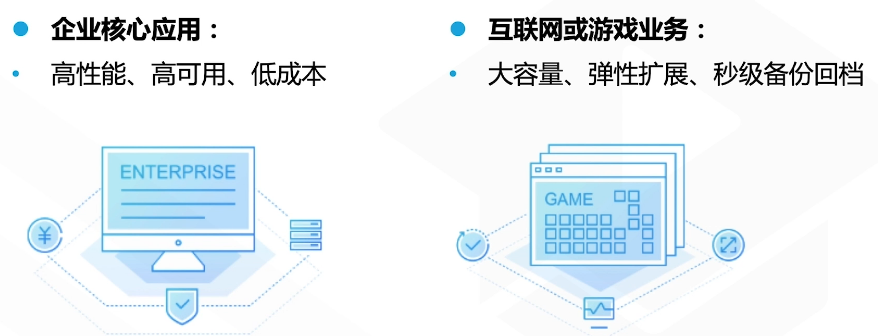 企业核心应用：
高性能、高可用、低成本
ENTERPRISE
¥
互联网或游戏业务：
大容量、弹性扩展、秒级备份回档
GAME